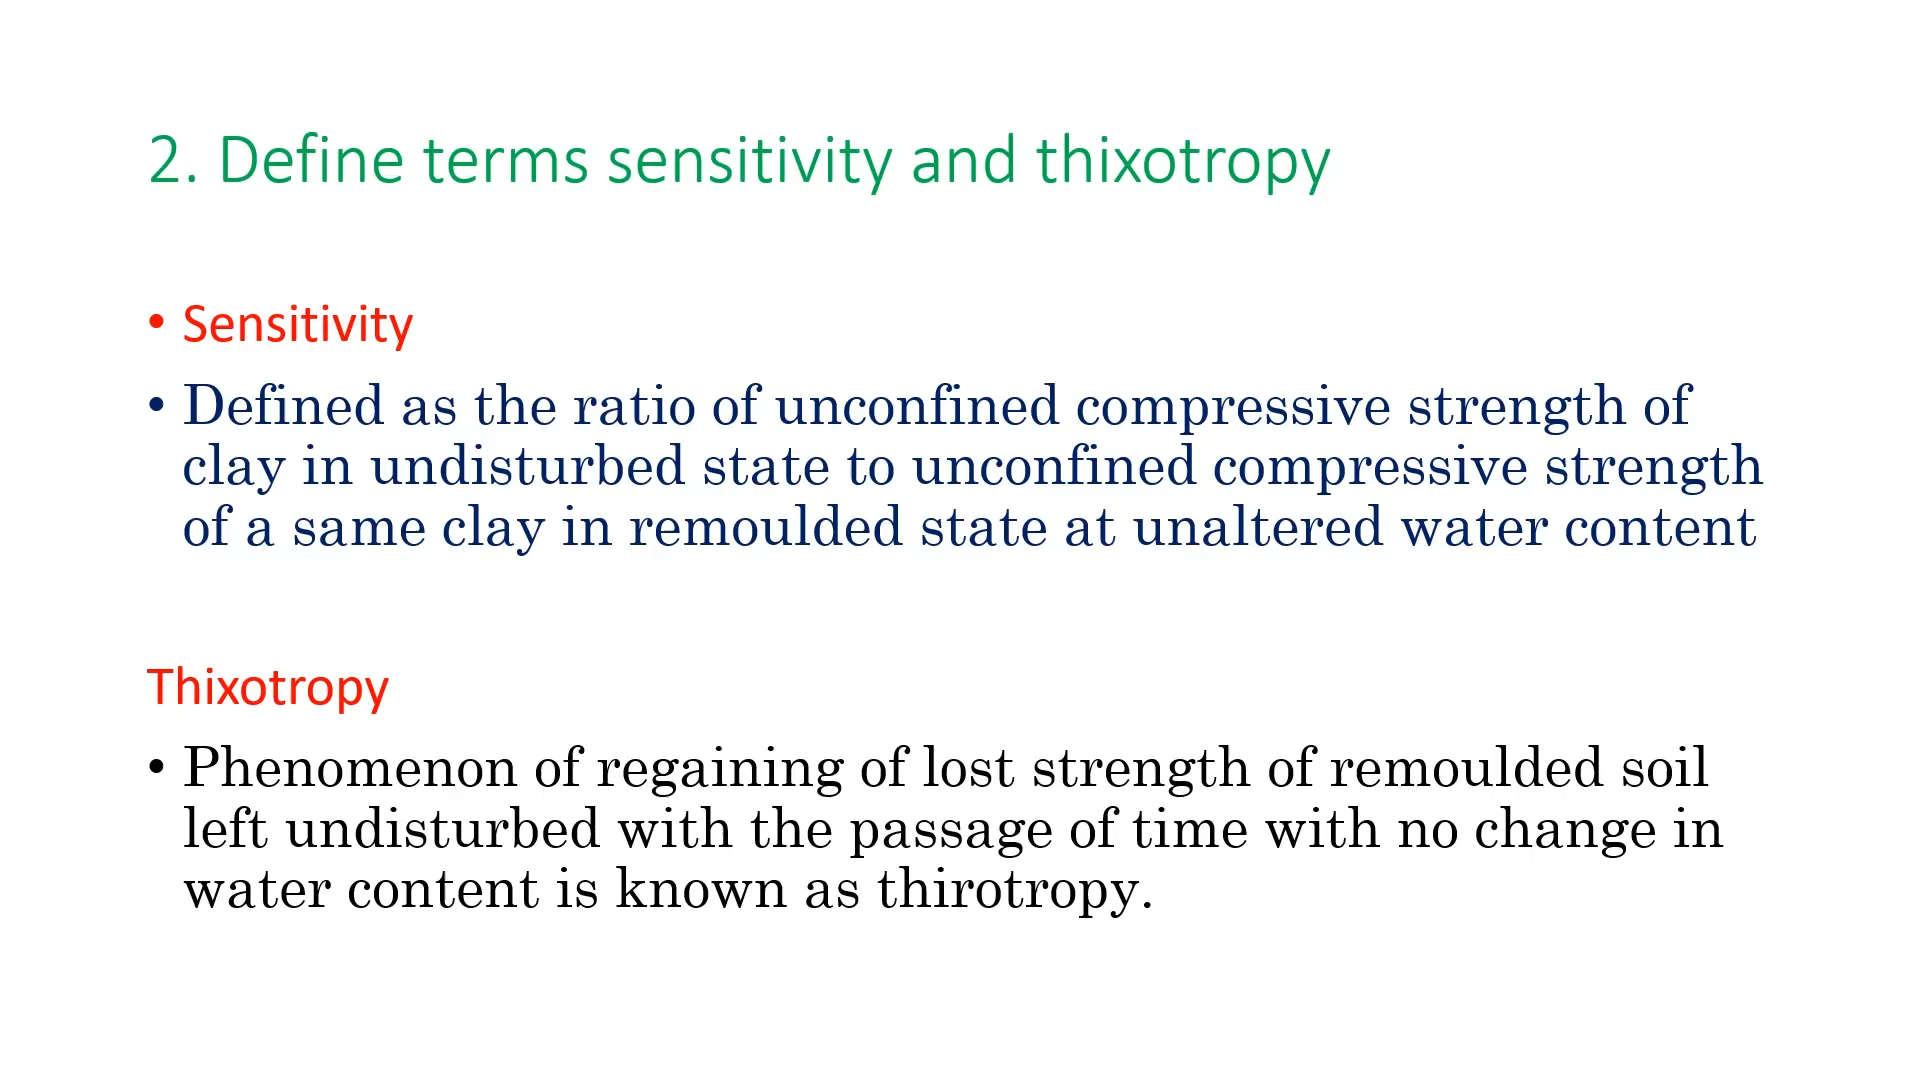 2. Define terms sensitivity and thixotropy
• Sensitivity
• Defined as the ratio of unconfined compressive strength of
clay in undisturbed state to unconfined compressive strength
of a same clay in remoulded state at unaltered water content
Thixotropy
• Phenomenon of regaining of lost strength of remoulded soil
left undisturbed with the passage of time with no change in
water content is known as thirotropy.